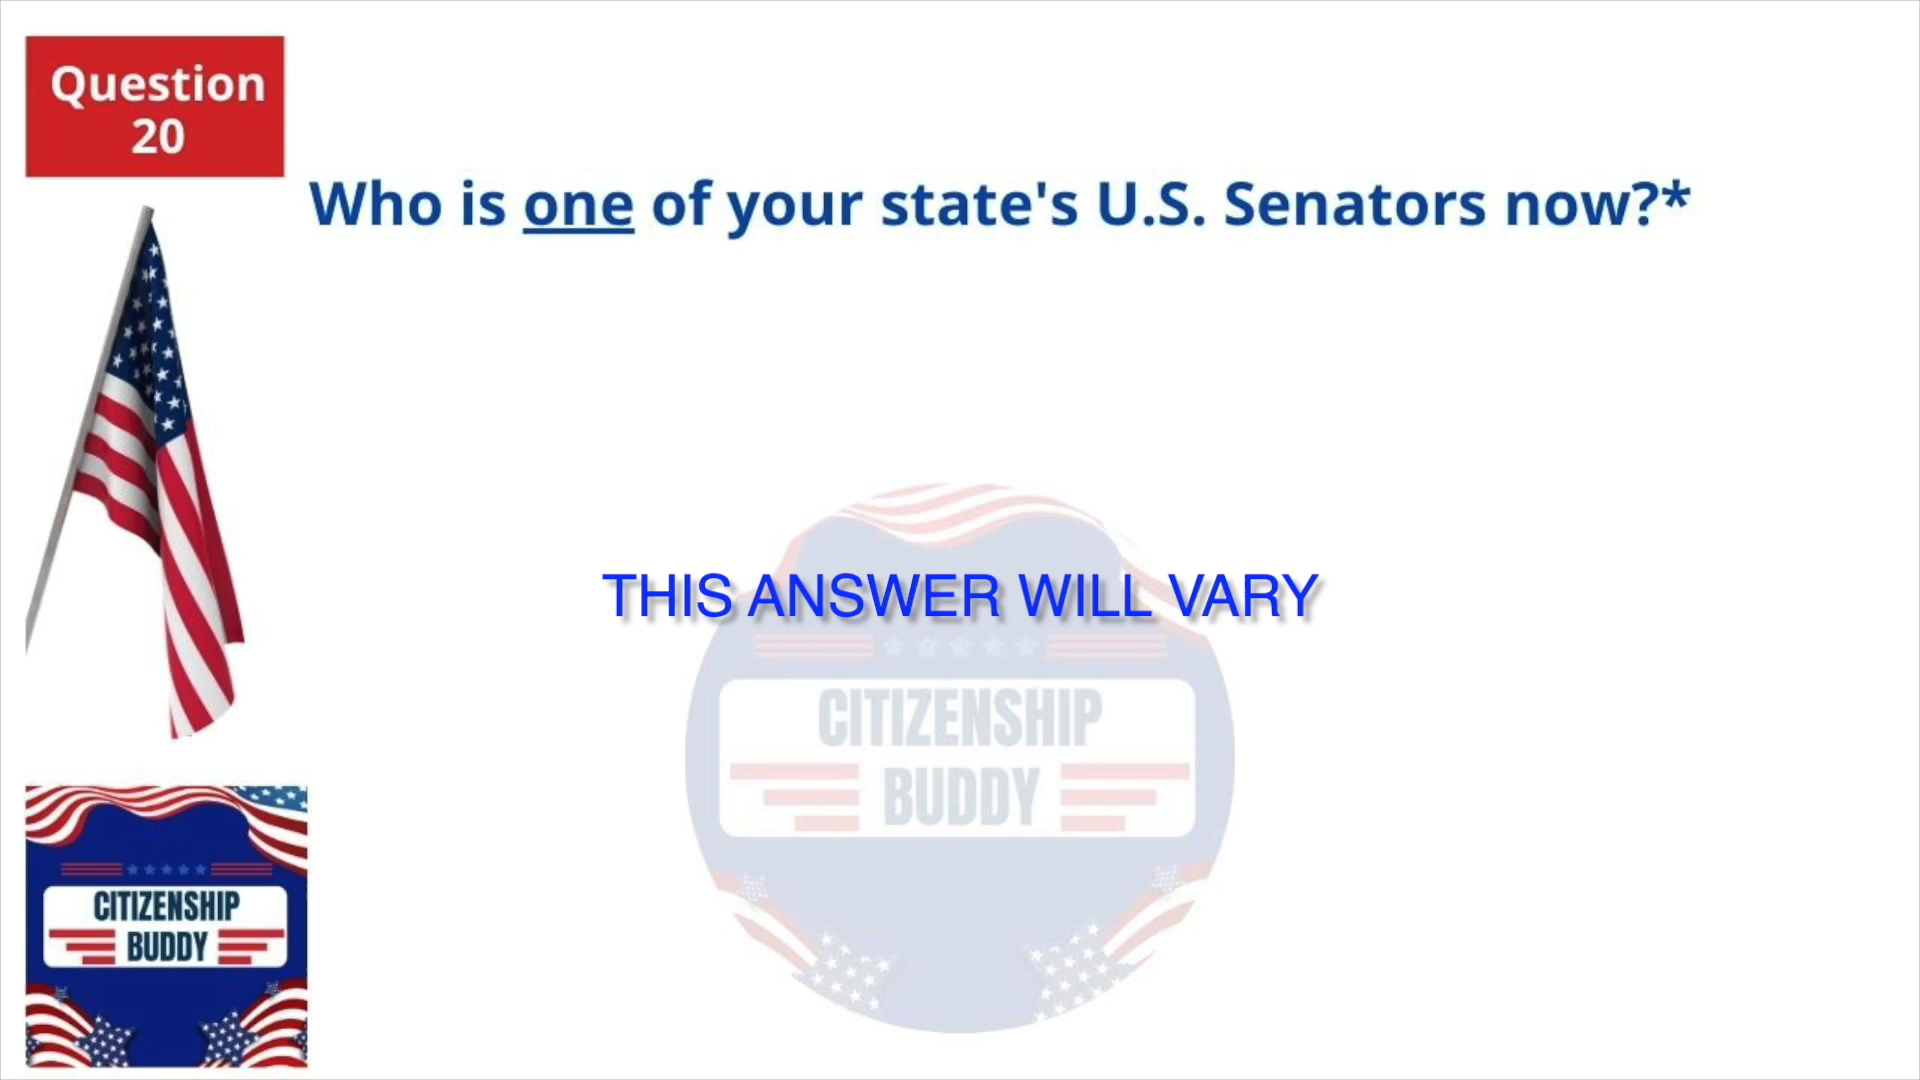 Question
20
Who is one of your state's U.S. Senators now?*
THIS ANSWER WILL VARY
CITIZENSHIP
BUDDY
CITIZENSHIP
BUDDY